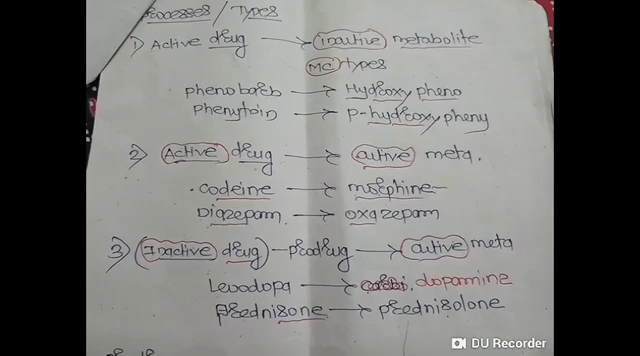 Processes / Types
1) Active drug → inactive metabolite
MC types
phenobarb → Hydroxy pheno
Phenytoin → P-hydroxy pheny
2) Active drug → active meta.
. codeine → morphine
Diazepam → oxazepam
3) (Inactive drug) - prodrug → active meta
Levodopa → dopamine
prednisone → prednisolone
DU Recorder